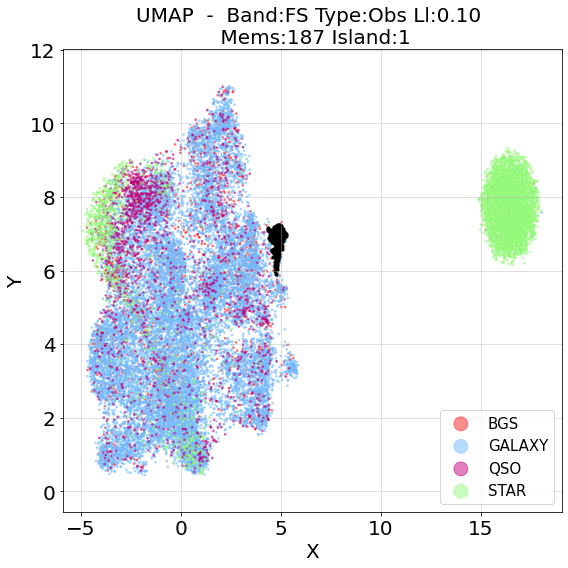 UMAP  -  Band:FS Type:Obs Ll:0.10
Mems:187 Island:1
12
10
8
6
4
2
0
Y
−5
0
5
10
15
X
BGS
GALAXY
QSO
STAR